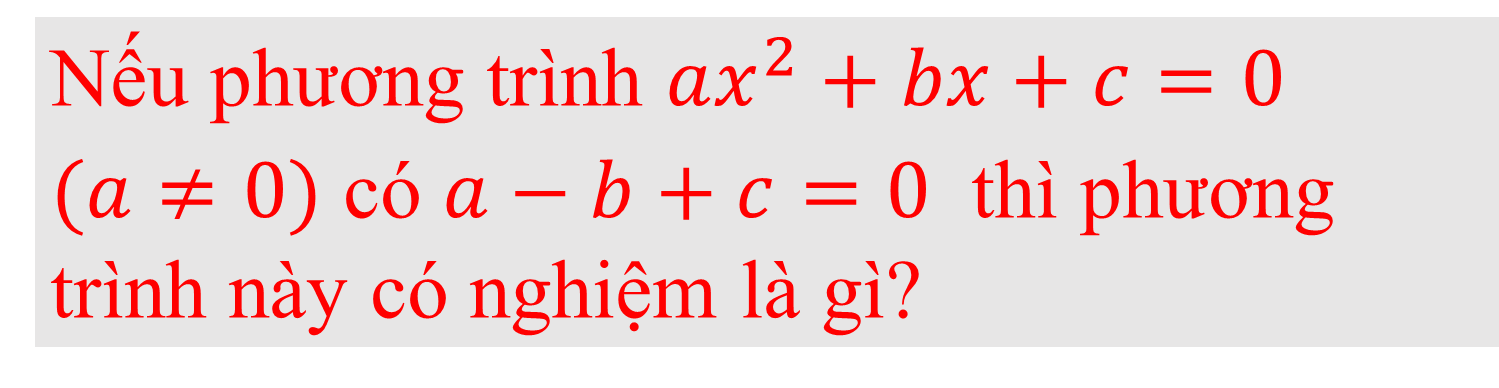 Nếu phương trình 𝑎𝑥² + 𝑏𝑥 + 𝑐 = 0
(𝑎 ≠ 0) có 𝑎 − 𝑏 + 𝑐 = 0 thì phương
trình này có nghiệm là gì?